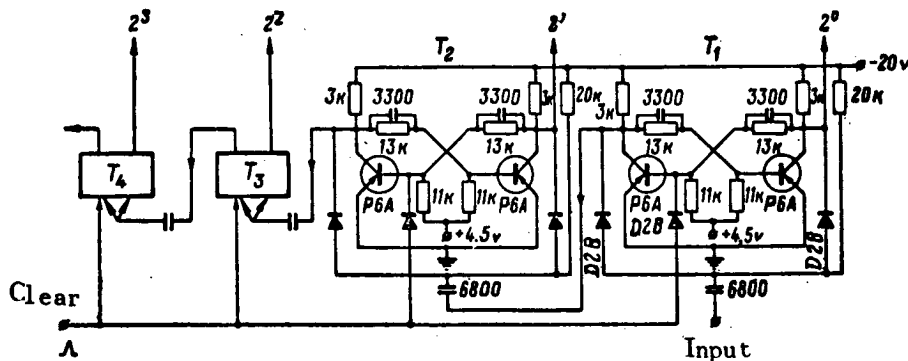 2³ 2² 8' 2⁰
T₂ T₁ -20v
3к 3300 3300 3к 20к 3к 3300 3300 3к 20к
13к 13к 13к 13к
T₄ T₃
11к 11к 11к 11к
P6A P6A P6A P6A
D2B
+4.5v +4.5v
D2B D2B
6800 6800
Clear
Л
Input